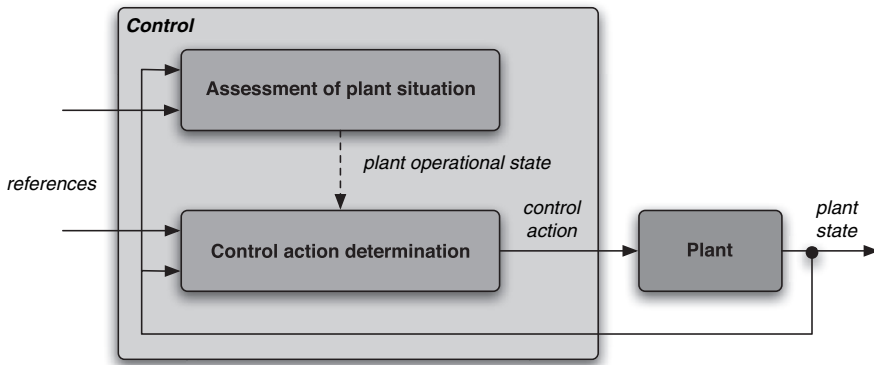 Control
Assessment of plant situation
plant operational state
references
control
action
plant
state
Control action determination
Plant